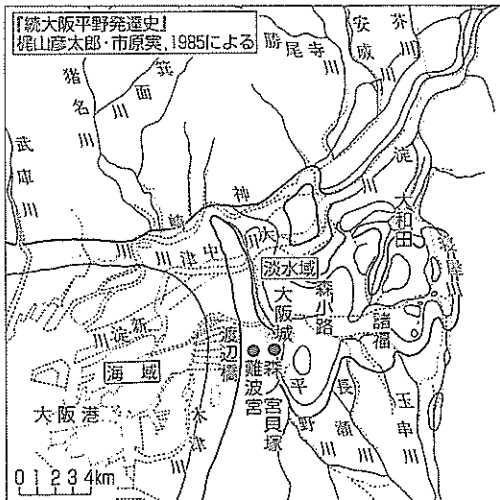 『続大阪平野発達史』
梶山彦太郎・市原実，1985による
勝尾寺川
安威川
芥川
箕面川
猪名川
武庫川
淀川
神崎川
大川
中津川
大和田
寝屋川
淡水域
大阪城
森小路
諸福
新淀川
渡辺橋
海域
難波宮
森ノ宮貝塚
大阪港
木津川
平野川
長瀬川
玉串川
0 1 2 3 4km